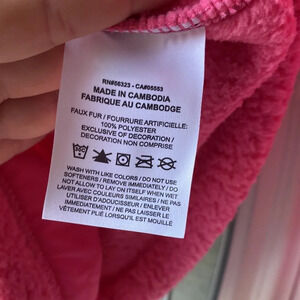 RN#56323 - CA#05553
MADE IN CAMBODIA
FABRIQUE AU CAMBODGE
FAUX FUR / FOURRURE ARTIFICIELLE:
100% POLYESTER
EXCLUSIVE OF DECORATION /
DECORATION NON COMPRISE
WASH WITH LIKE COLORS / DO NOT USE
SOFTENERS / REMOVE IMMEDIATELY / DO
NOT ALLOW TO LAY ON ITSELF WHEN WET
LAVER AVEC COULEURS SIMILAIRES / NE PAS
UTILISER D'ADOUCISSEUR / ENLEVER
IMMEDIATEMENT / NE PAS LAISSER LE
VÊTEMENT PLIÉ LORSQU'IL EST MOUILLÉ